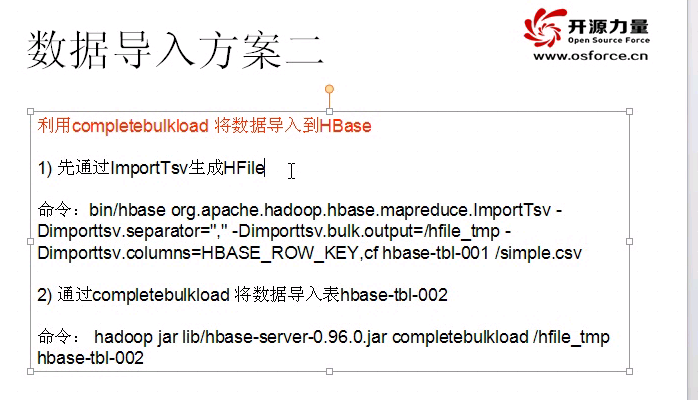 开源力量
Open Source Force
www.osforce.cn
数据导入方案二
利用completebulkload 将数据导入到HBase
1) 先通过ImportTsv生成HFile
命令：bin/hbase org.apache.hadoop.hbase.mapreduce.ImportTsv -
Dimporttsv.separator="," -Dimporttsv.bulk.output=/hfile_tmp -
Dimporttsv.columns=HBASE_ROW_KEY,cf hbase-tbl-001 /simple.csv
2) 通过completebulkload 将数据导入表hbase-tbl-002
命令： hadoop jar lib/hbase-server-0.96.0.jar completebulkload /hfile_tmp
hbase-tbl-002